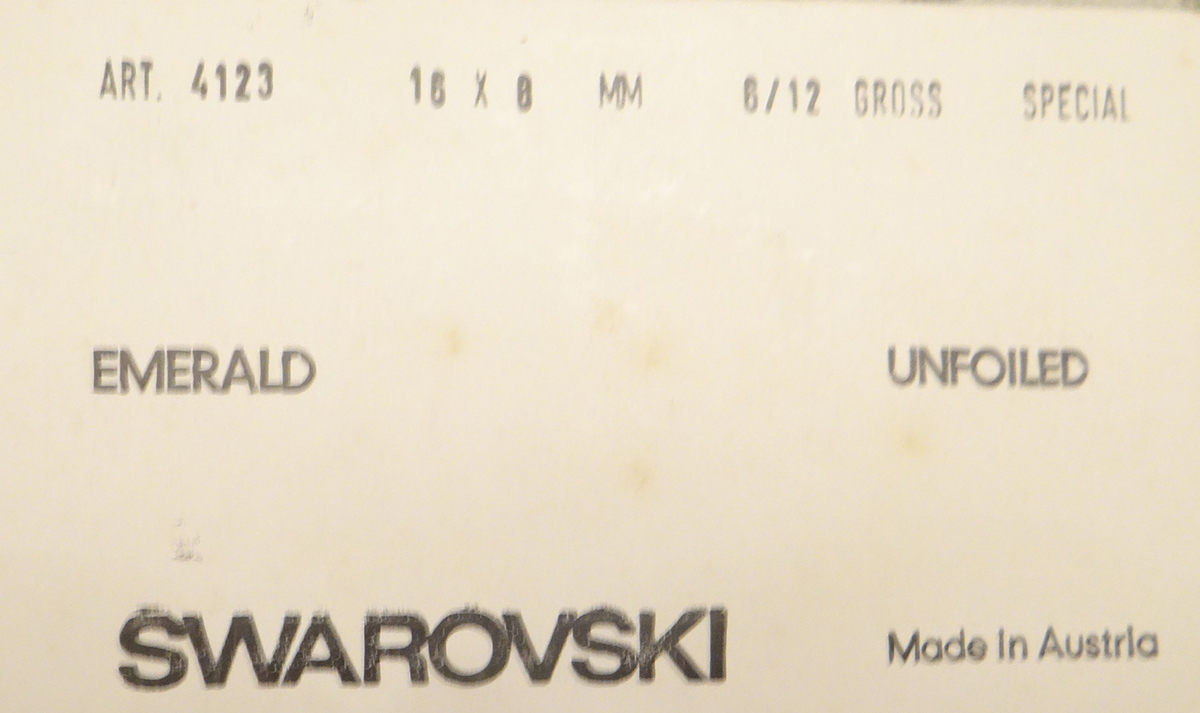 ART. 4123 16 X 8 MM 6/12 GROSS SPECIAL
EMERALD UNFOILED
SWAROVSKI Made In Austria